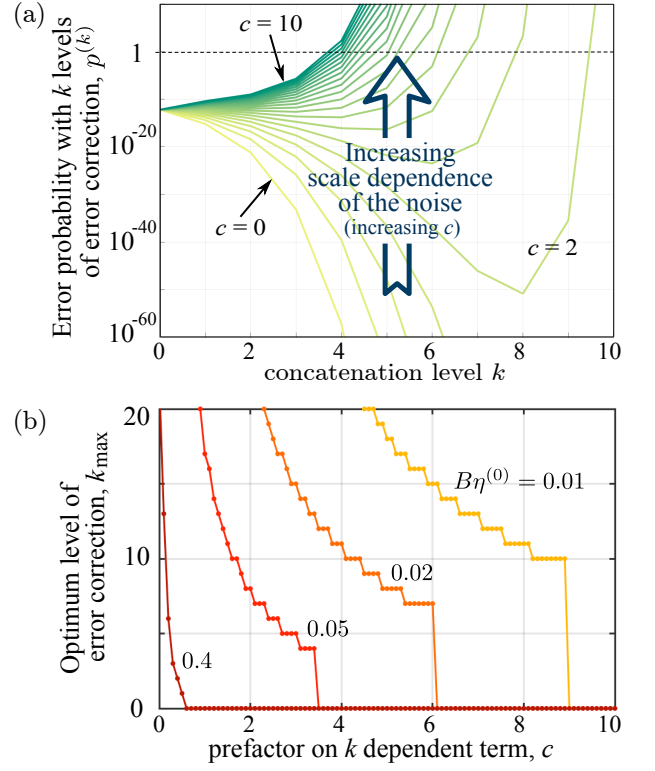 (a)
Error probability with k levels
of error correction, p^(k)
1
10^-20
10^-40
10^-60
c = 10
c = 0
c = 2
Increasing
scale dependence
of the noise
(increasing c)
0 2 4 6 8 10
concatenation level k
(b)
Optimum level of
error correction, k_max
20
10
0
Bη^(0) = 0.01
0.02
0.05
0.4
0 2 4 6 8 10
prefactor on k dependent term, c